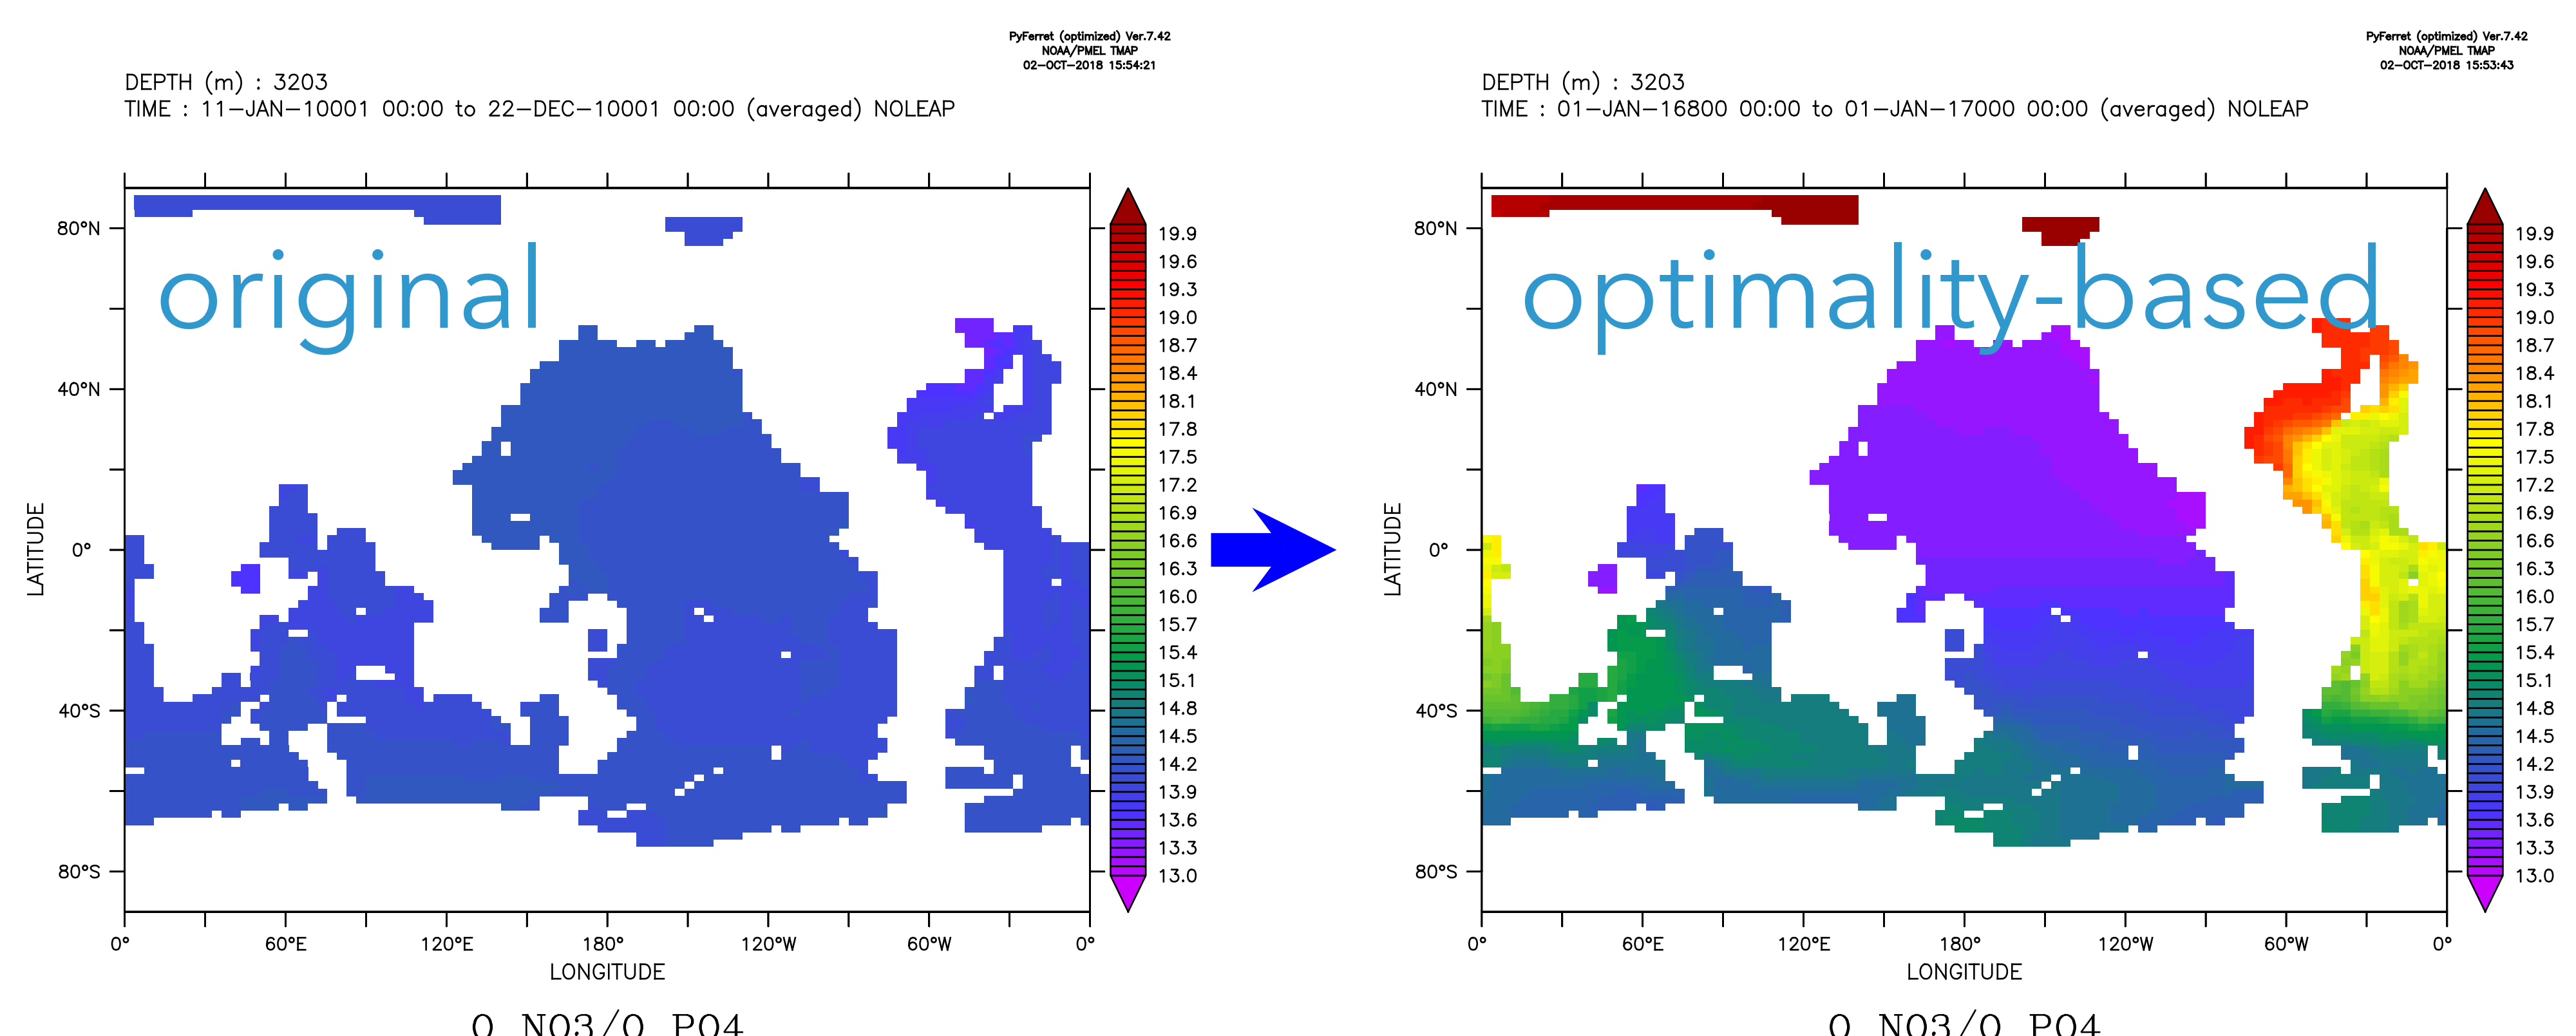 PyFerret (optimized) Ver.7.42
NOAA/PMEL TMAP
02-OCT-2018 15:54:21
DEPTH (m) : 3203
TIME : 11-JAN-10001 00:00 to 22-DEC-10001 00:00 (averaged) NOLEAP
original
80°N
40°N
0°
40°S
80°S
LATITUDE
0°
60°E
120°E
180°
120°W
60°W
0°
LONGITUDE
19.9
19.6
19.3
19.0
18.7
18.4
18.1
17.8
17.5
17.2
16.9
16.6
16.3
16.0
15.7
15.4
15.1
14.8
14.5
14.2
13.9
13.6
13.3
13.0
O_NO3/O_PO4
PyFerret (optimized) Ver.7.42
NOAA/PMEL TMAP
02-OCT-2018 15:53:43
DEPTH (m) : 3203
TIME : 01-JAN-16800 00:00 to 01-JAN-17000 00:00 (averaged) NOLEAP
optimality-based
80°N
40°N
0°
40°S
80°S
LATITUDE
0°
60°E
120°E
180°
120°W
60°W
0°
LONGITUDE
19.9
19.6
19.3
19.0
18.7
18.4
18.1
17.8
17.5
17.2
16.9
16.6
16.3
16.0
15.7
15.4
15.1
14.8
14.5
14.2
13.9
13.6
13.3
13.0
O_NO3/O_PO4